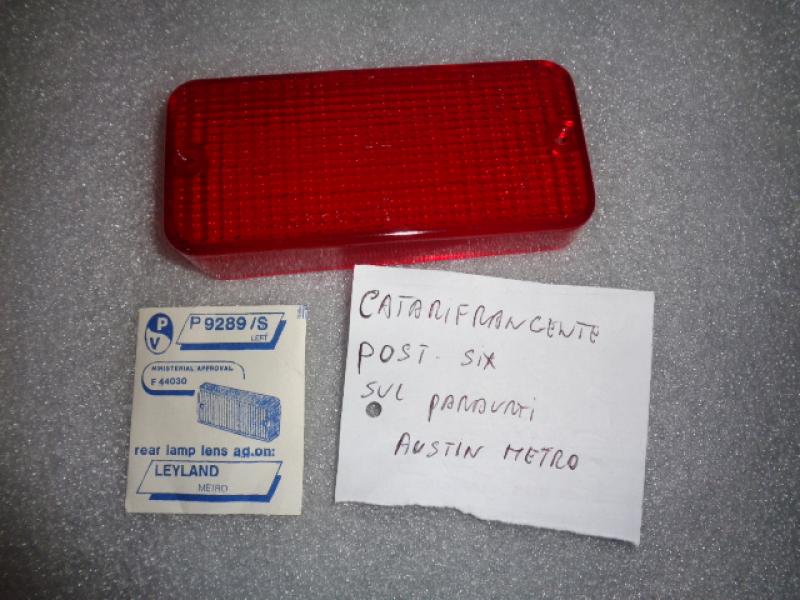 P
V
P 9289/S
LEFT
MINISTERIAL APPROVAL
F 44030
rear lamp lens ad.on:
LEYLAND
METRO
CATARIFRANGENTE
POST. SIX
SUL PARAURTI
AUSTIN METRO